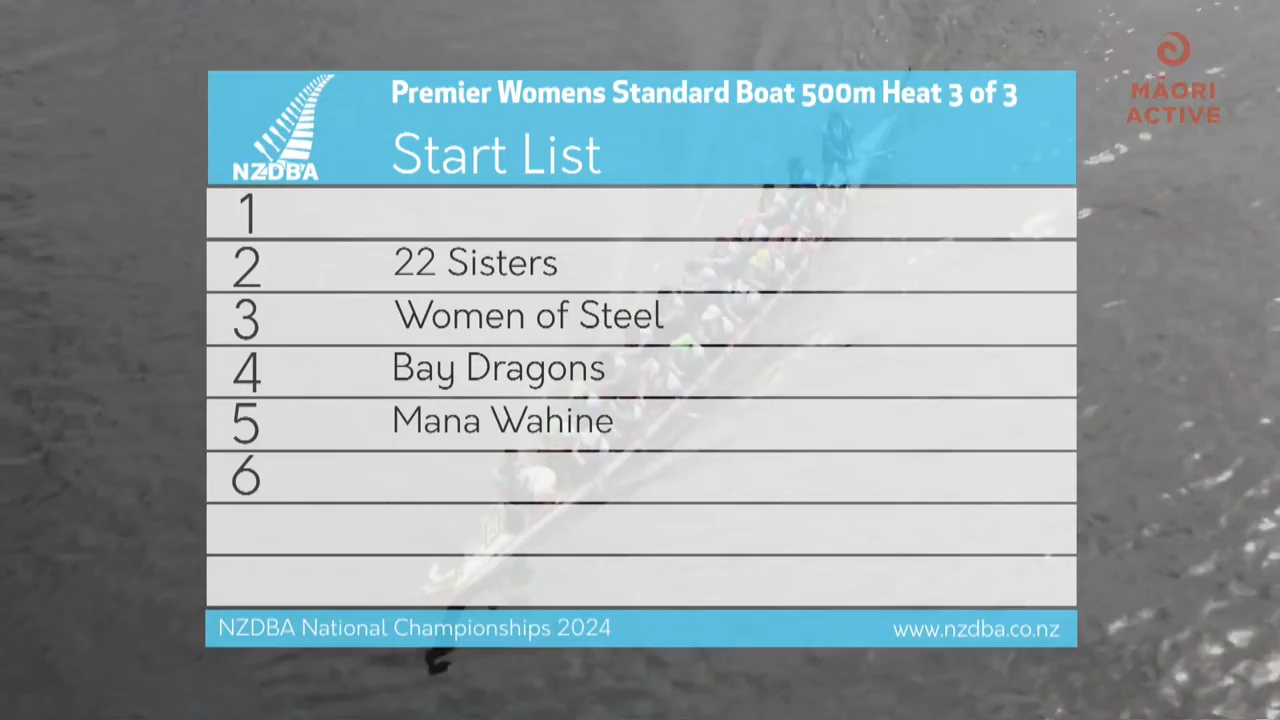 MĀORI
ACTIVE
NZDBA
Premier Womens Standard Boat 500m Heat 3 of 3
Start List
1
2 22 Sisters
3 Women of Steel
4 Bay Dragons
5 Mana Wahine
6
NZDBA National Championships 2024 www.nzdba.co.nz